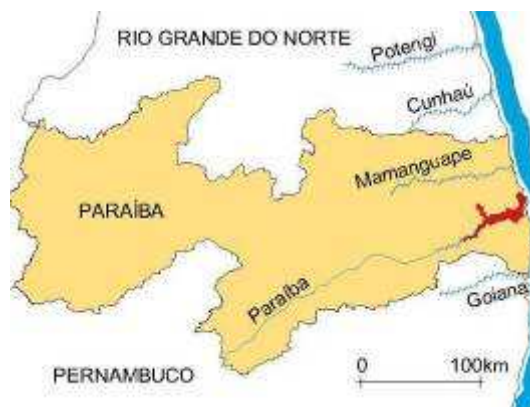 RIO GRANDE DO NORTE
Potengi
Cunhaú
Mamanguape
PARAÍBA
Paraíba
Goiana
PERNAMBUCO
0 100km